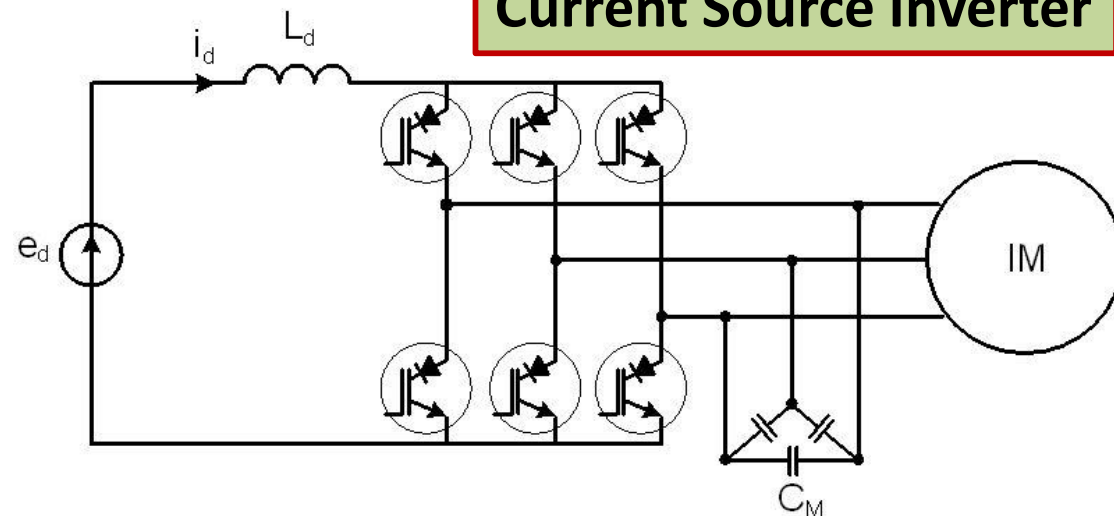 Current Source Inverter
i_d
L_d
e_d
IM
C_M